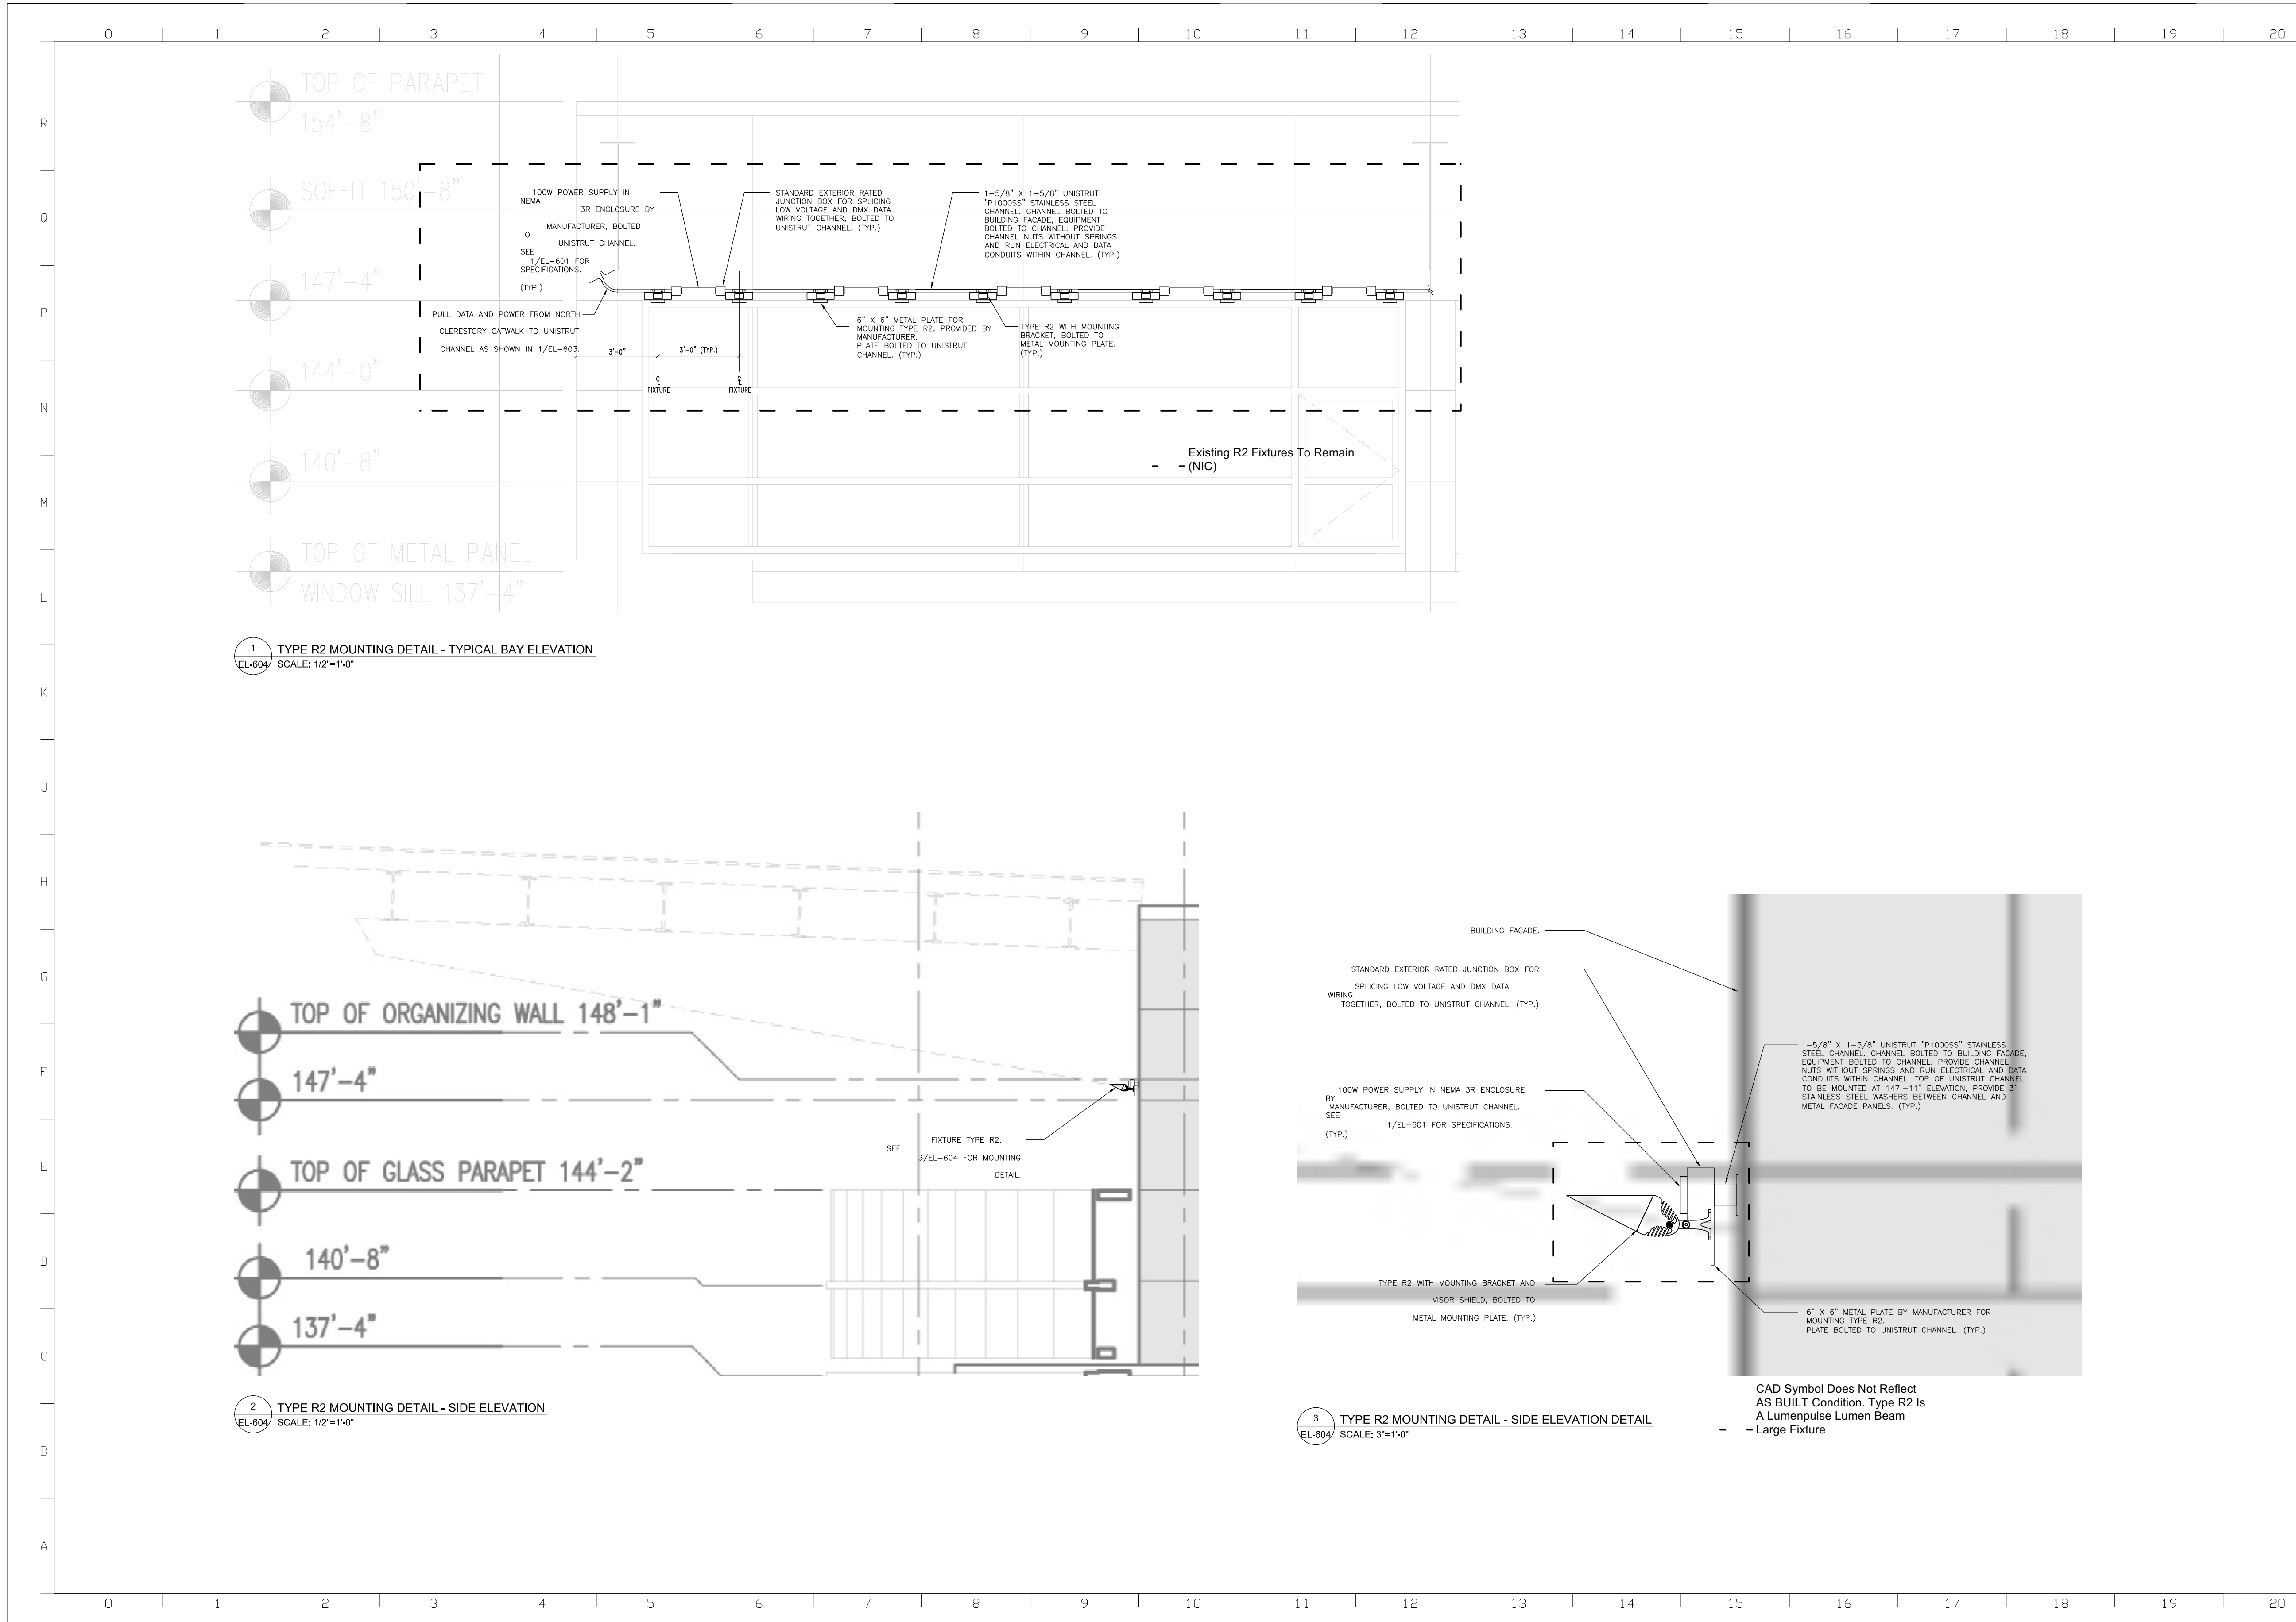 0 1 2 3 4 5 6 7 8 9 10 11 12 13 14 15 16 17 18 19 20
R
Q
P
N
M
L
K
J
H
G
F
E
D
C
B
A
TOP OF PARAPET
154'-8"
SOFFIT 150'-8"
147'-4"
144'-0"
140'-8"
TOP OF METAL PANEL
WINDOW SILL 137'-4"
100W POWER SUPPLY IN
NEMA
3R ENCLOSURE BY
MANUFACTURER, BOLTED
TO
UNISTRUT CHANNEL.
SEE
1/EL-601 FOR
SPECIFICATIONS.
(TYP.)
STANDARD EXTERIOR RATED
JUNCTION BOX FOR SPLICING
LOW VOLTAGE AND DMX DATA
WIRING TOGETHER, BOLTED TO
UNISTRUT CHANNEL. (TYP.)
1-5/8" X 1-5/8" UNISTRUT
"P1000SS" STAINLESS STEEL
CHANNEL. CHANNEL BOLTED TO
BUILDING FACADE, EQUIPMENT
BOLTED TO CHANNEL. PROVIDE
CHANNEL NUTS WITHOUT SPRINGS
AND RUN ELECTRICAL AND DATA
CONDUITS WITHIN CHANNEL. (TYP.)
PULL DATA AND POWER FROM NORTH
CLERESTORY CATWALK TO UNISTRUT
CHANNEL AS SHOWN IN 1/EL-603.
3'-0"
3'-0" (TYP.)
FIXTURE
FIXTURE
6" X 6" METAL PLATE FOR
MOUNTING TYPE R2, PROVIDED BY
MANUFACTURER.
PLATE BOLTED TO UNISTRUT
CHANNEL. (TYP.)
TYPE R2 WITH MOUNTING
BRACKET, BOLTED TO
METAL MOUNTING PLATE.
(TYP.)
Existing R2 Fixtures To Remain
(NIC)
1
EL-604
TYPE R2 MOUNTING DETAIL - TYPICAL BAY ELEVATION
SCALE: 1/2"=1'-0"
TOP OF ORGANIZING WALL 148'-1"
147'-4"
TOP OF GLASS PARAPET 144'-2"
140'-8"
137'-4"
FIXTURE TYPE R2,
SEE
3/EL-604 FOR MOUNTING
DETAIL.
2
EL-604
TYPE R2 MOUNTING DETAIL - SIDE ELEVATION
SCALE: 1/2"=1'-0"
BUILDING FACADE.
STANDARD EXTERIOR RATED JUNCTION BOX FOR
SPLICING LOW VOLTAGE AND DMX DATA
WIRING
TOGETHER, BOLTED TO UNISTRUT CHANNEL. (TYP.)
100W POWER SUPPLY IN NEMA 3R ENCLOSURE
BY
MANUFACTURER, BOLTED TO UNISTRUT CHANNEL.
SEE
1/EL-601 FOR SPECIFICATIONS.
(TYP.)
TYPE R2 WITH MOUNTING BRACKET AND
VISOR SHIELD, BOLTED TO
METAL MOUNTING PLATE. (TYP.)
1-5/8" X 1-5/8" UNISTRUT "P1000SS" STAINLESS
STEEL CHANNEL. CHANNEL BOLTED TO BUILDING FACADE,
EQUIPMENT BOLTED TO CHANNEL. PROVIDE CHANNEL
NUTS WITHOUT SPRINGS AND RUN ELECTRICAL AND DATA
CONDUITS WITHIN CHANNEL. TOP OF UNISTRUT CHANNEL
TO BE MOUNTED AT 147'-11" ELEVATION, PROVIDE 3"
STAINLESS STEEL WASHERS BETWEEN CHANNEL AND
METAL FACADE PANELS. (TYP.)
6" X 6" METAL PLATE BY MANUFACTURER FOR
MOUNTING TYPE R2.
PLATE BOLTED TO UNISTRUT CHANNEL. (TYP.)
3
EL-604
TYPE R2 MOUNTING DETAIL - SIDE ELEVATION DETAIL
SCALE: 3"=1'-0"
CAD Symbol Does Not Reflect
AS BUILT Condition. Type R2 Is
A Lumenpulse Lumen Beam
Large Fixture
0 1 2 3 4 5 6 7 8 9 10 11 12 13 14 15 16 17 18 19 20